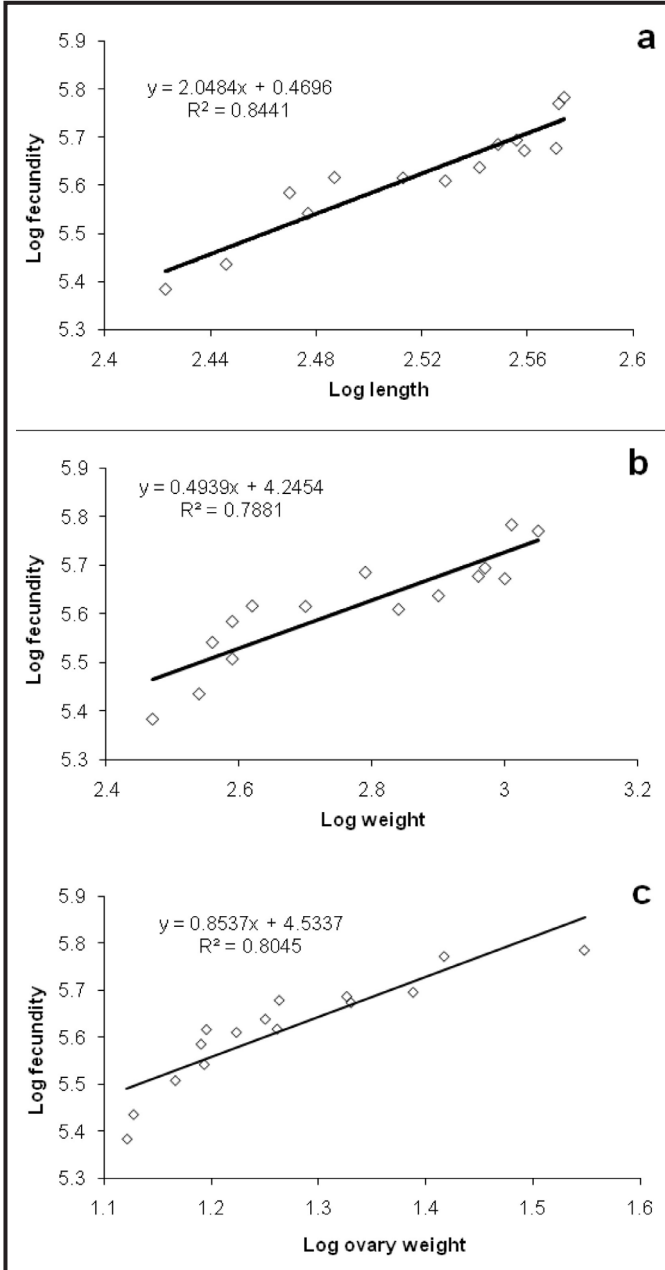 a
5.9
5.8
5.7
5.6
5.5
5.4
5.3
y = 2.0484x + 0.4696
R² = 0.8441
Log fecundity
2.4 2.44 2.48 2.52 2.56 2.6
Log length
b
5.9
5.8
5.7
5.6
5.5
5.4
5.3
y = 0.4939x + 4.2454
R² = 0.7881
Log fecundity
2.4 2.6 2.8 3 3.2
Log weight
c
5.9
5.8
5.7
5.6
5.5
5.4
5.3
y = 0.8537x + 4.5337
R² = 0.8045
Log fecundity
1.1 1.2 1.3 1.4 1.5 1.6
Log ovary weight